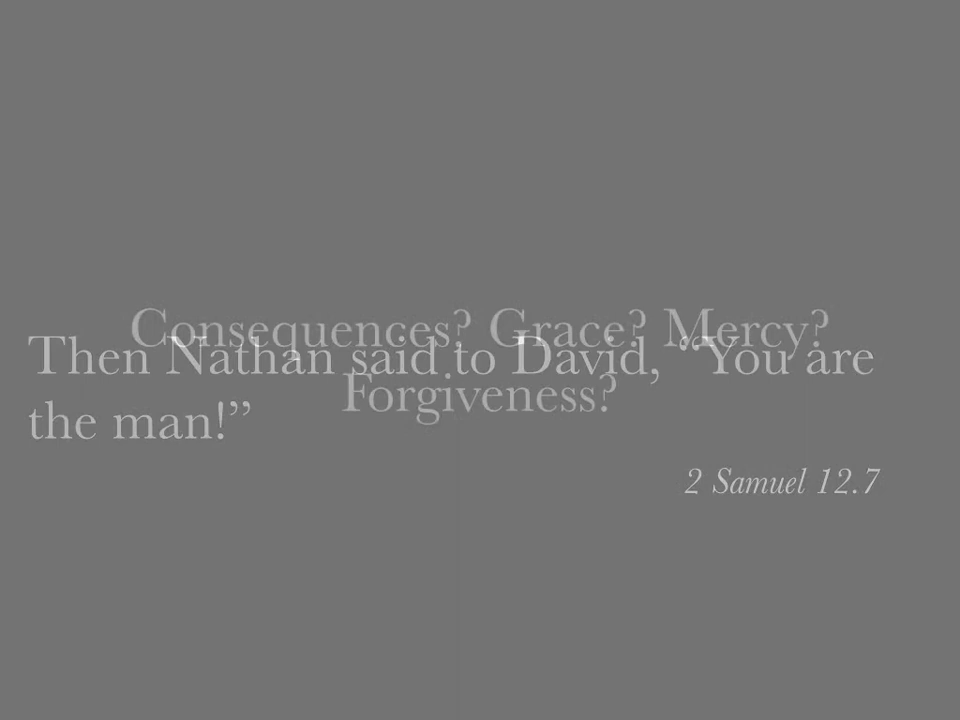 Consequences? Grace? Mercy?
Forgiveness?
Then Nathan said to David, “You are
the man!”
2 Samuel 12.7